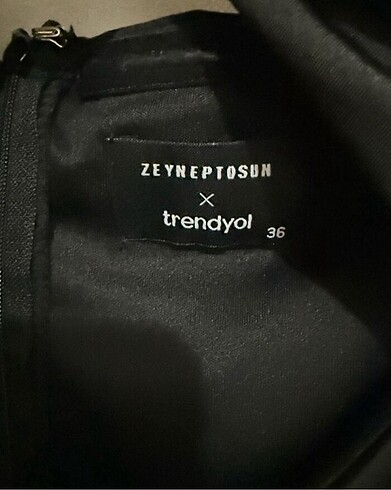 ZEYNEPTOSUN
X
trendyol
36